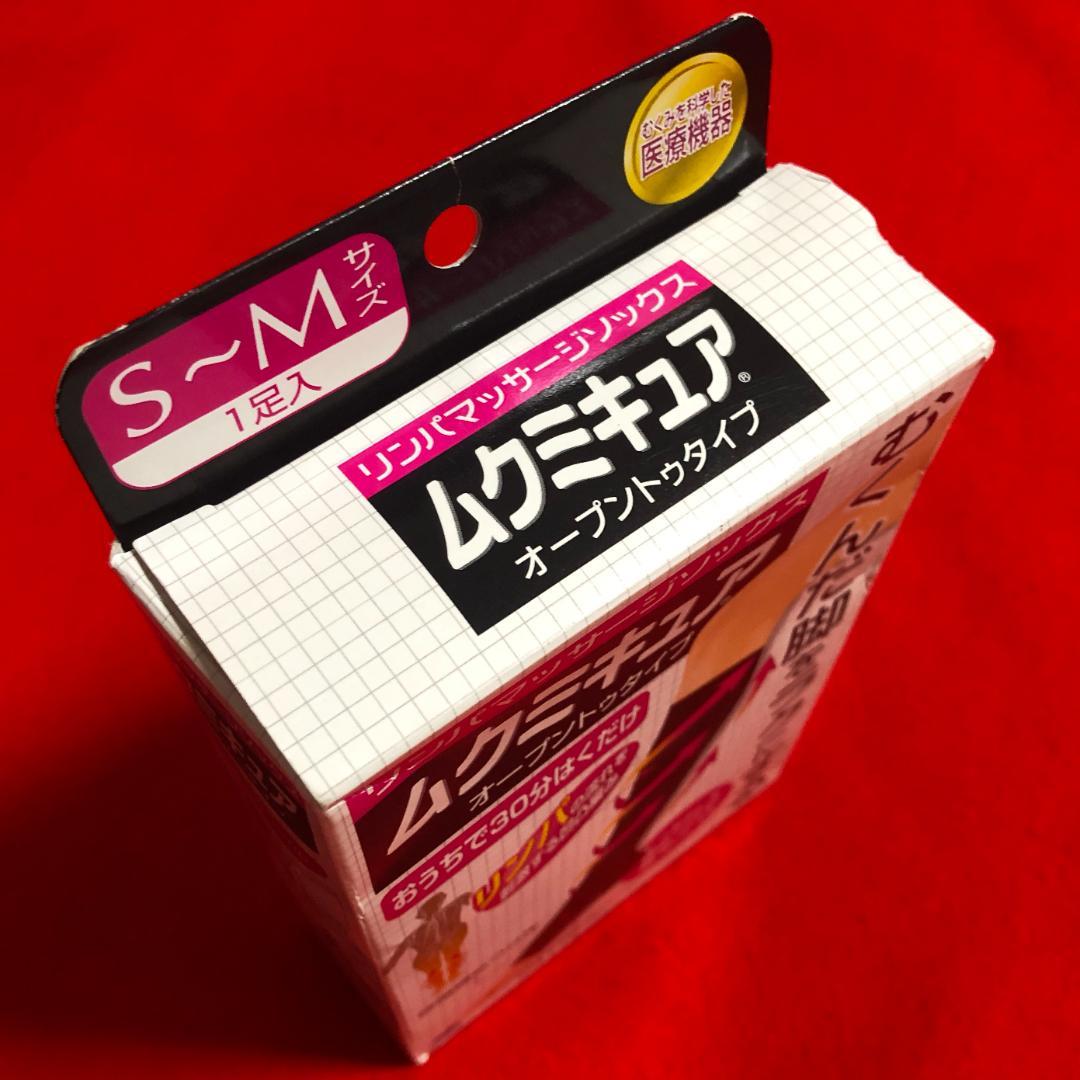 むくみを科学した
医療機器
S～M
サイズ
1足入
リンパマッサージソックス
ムクミキュア®
オープントゥタイプ
リンパマッサージソックス
ムクミキュア
オープントゥタイプ
おうちで30分はくだけ
リンパ
むくんだ脚